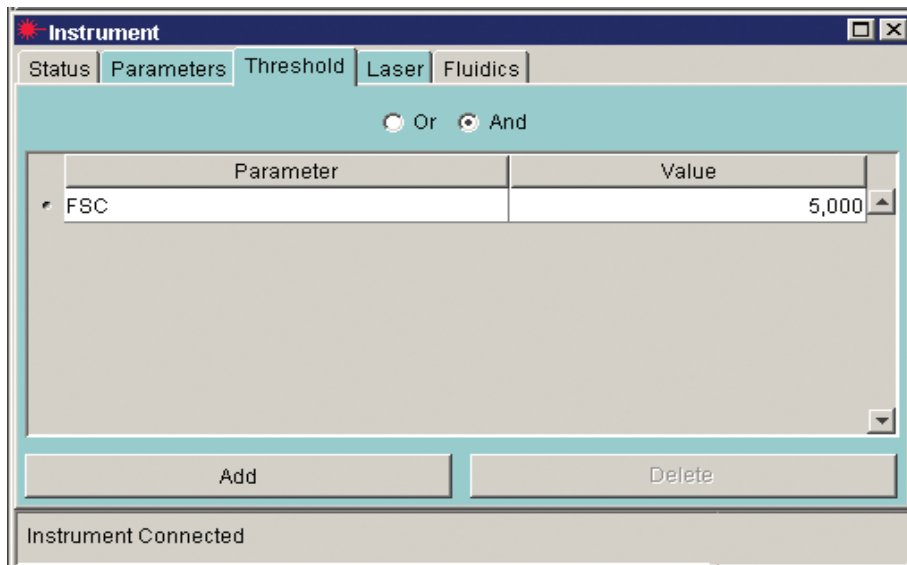 Instrument
Status Parameters Threshold Laser Fluidics
Or And
Parameter Value
FSC 5,000
Add Delete
Instrument Connected